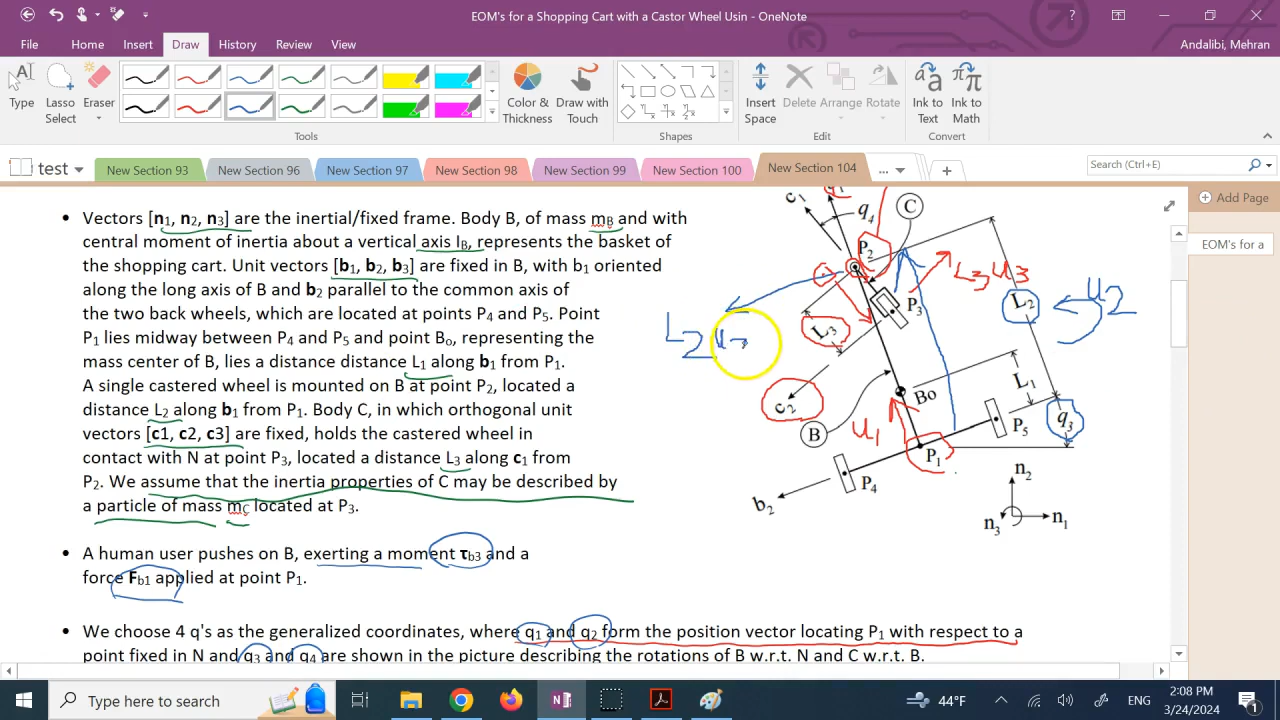 EOM's for a Shopping Cart with a Castor Wheel Usin - OneNote
Andalibi, Mehran
File Home Insert Draw History Review View
Type
Lasso Select
Eraser
Color & Thickness
Draw with Touch
Insert Space
Delete
Arrange
Rotate
Ink to Text
Ink to Math
Tools
Shapes
Edit
Convert
test
New Section 93
New Section 96
New Section 97
New Section 98
New Section 99
New Section 100
New Section 104
...
Search (Ctrl+E)
Add Page
EOM's for a
• Vectors [n1, n2, n3] are the inertial/fixed frame. Body B, of mass mB and with
central moment of inertia about a vertical axis IB, represents the basket of
the shopping cart. Unit vectors [b1, b2, b3] are fixed in B, with b1 oriented
along the long axis of B and b2 parallel to the common axis of
the two back wheels, which are located at points P4 and P5. Point
P1 lies midway between P4 and P5 and point Bo, representing the
mass center of B, lies a distance distance L1 along b1 from P1.
A single castered wheel is mounted on B at point P2, located a
distance L2 along b1 from P1. Body C, in which orthogonal unit
vectors [c1, c2, c3] are fixed, holds the castered wheel in
contact with N at point P3, located a distance L3 along c1 from
P2. We assume that the inertia properties of C may be described by
a particle of mass mC located at P3.
• A human user pushes on B, exerting a moment τb3 and a
force Fb1 applied at point P1.
• We choose 4 q's as the generalized coordinates, where q1 and q2 form the position vector locating P1 with respect to a
point fixed in N and q3 and q4 are shown in the picture describing the rotations of B w.r.t. N and C w.r.t. B.
c1
q4
C
P2
P3
L3u3
L2
u2
L2u2
L3
c2
B
Bo
L1
u1
P1
P5
q3
P4
b2
n2
n3
n1
Type here to search
44°F
ENG
2:08 PM
3/24/2024
1